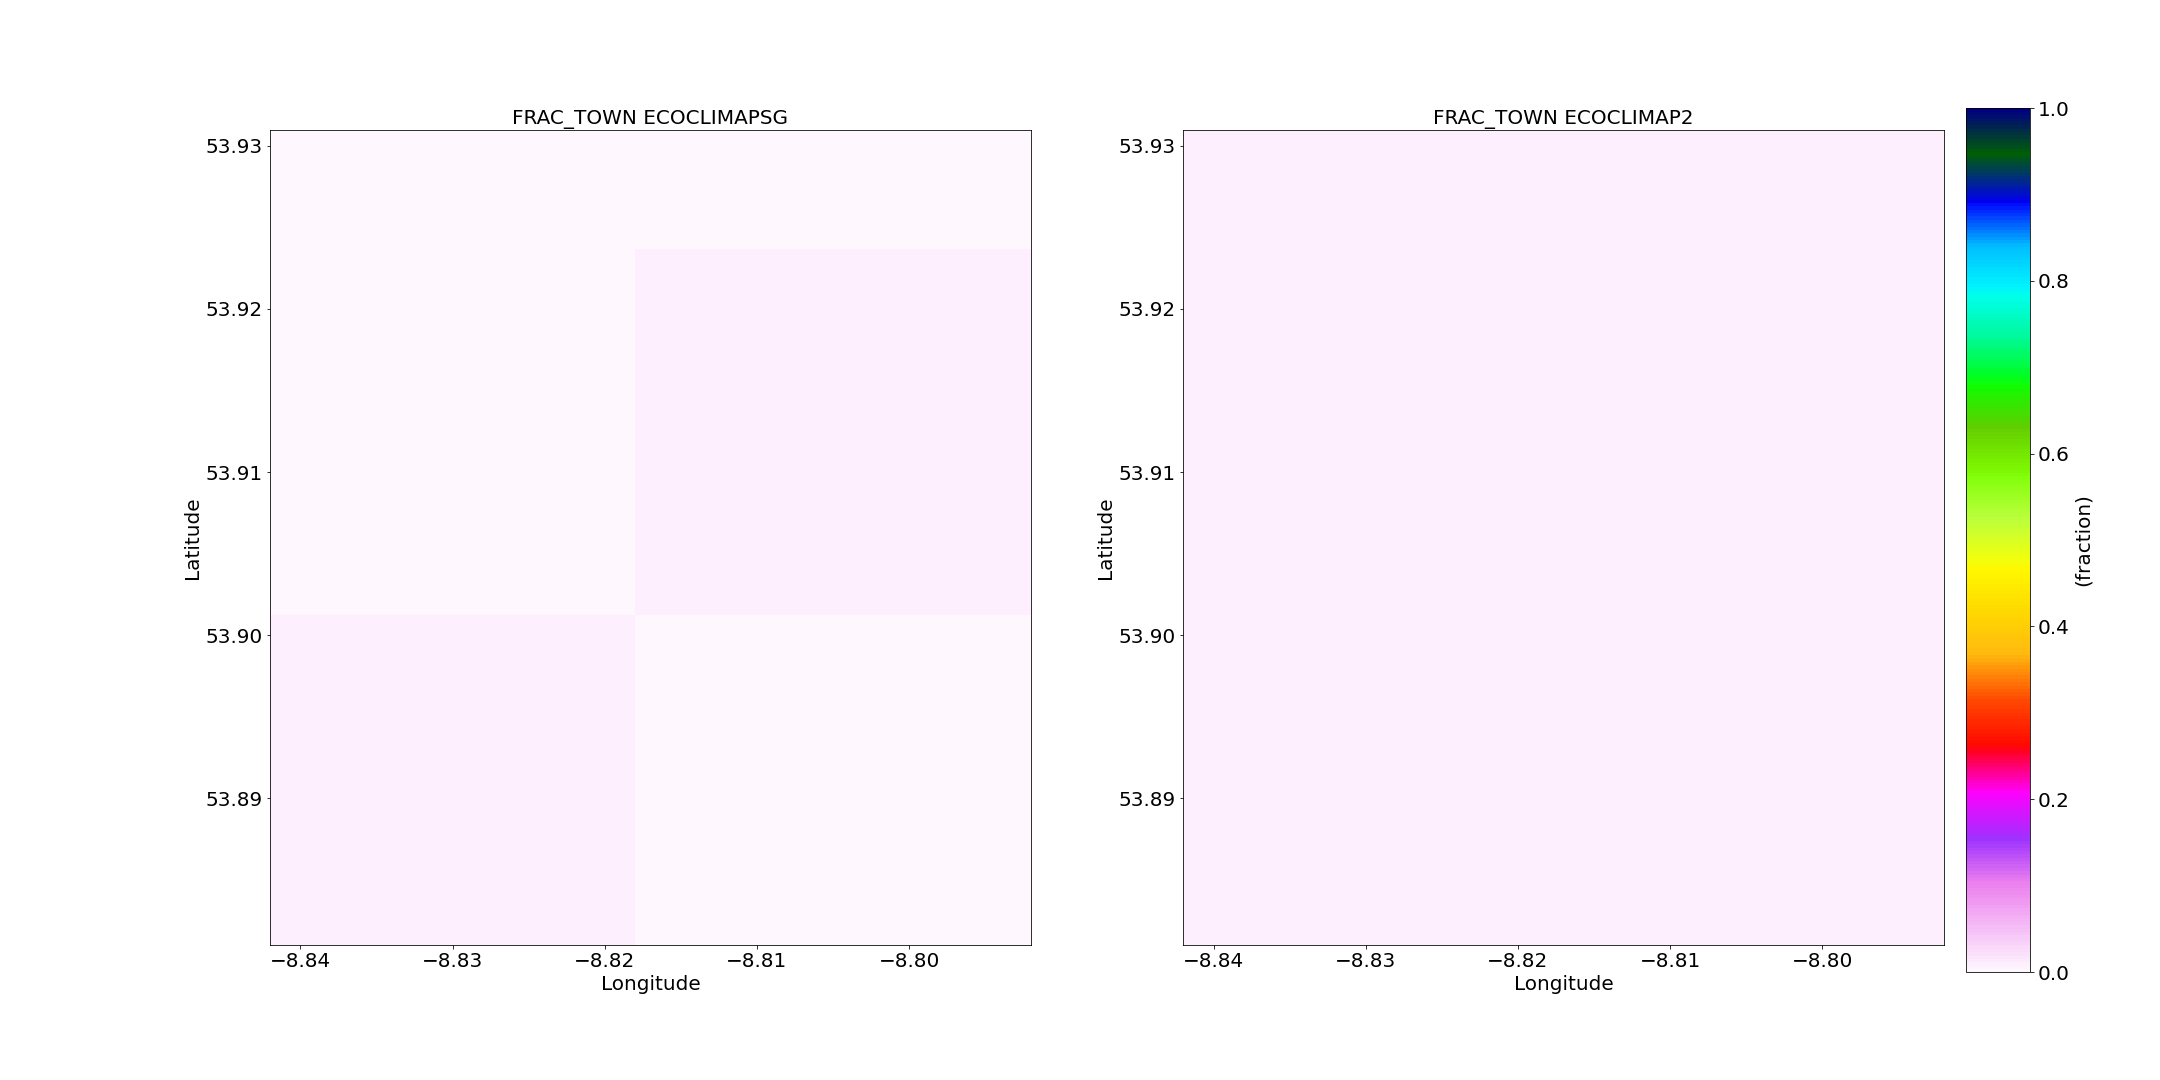 FRAC_TOWN ECOCLIMAPSG
53.93
53.92
53.91
53.90
53.89
Latitude
−8.84 −8.83 −8.82 −8.81 −8.80
Longitude
FRAC_TOWN ECOCLIMAP2
53.93
53.92
53.91
53.90
53.89
Latitude
−8.84 −8.83 −8.82 −8.81 −8.80
Longitude
1.0
0.8
0.6
0.4
0.2
0.0
(fraction)